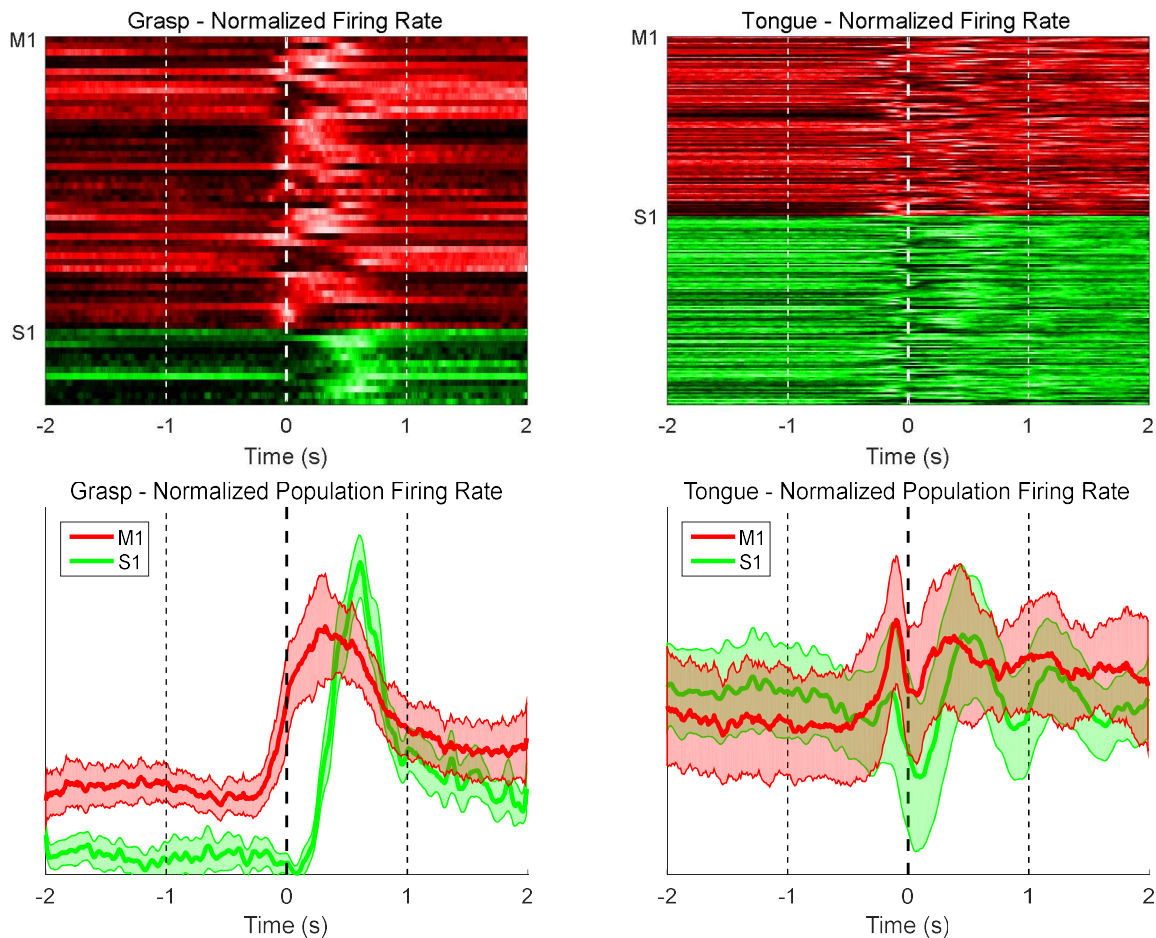 Grasp - Normalized Firing Rate
M1
S1
-2 -1 0 1 2
Time (s)
Tongue - Normalized Firing Rate
M1
S1
-2 -1 0 1 2
Time (s)
Grasp - Normalized Population Firing Rate
M1
S1
-2 -1 0 1 2
Time (s)
Tongue - Normalized Population Firing Rate
M1
S1
-2 -1 0 1 2
Time (s)